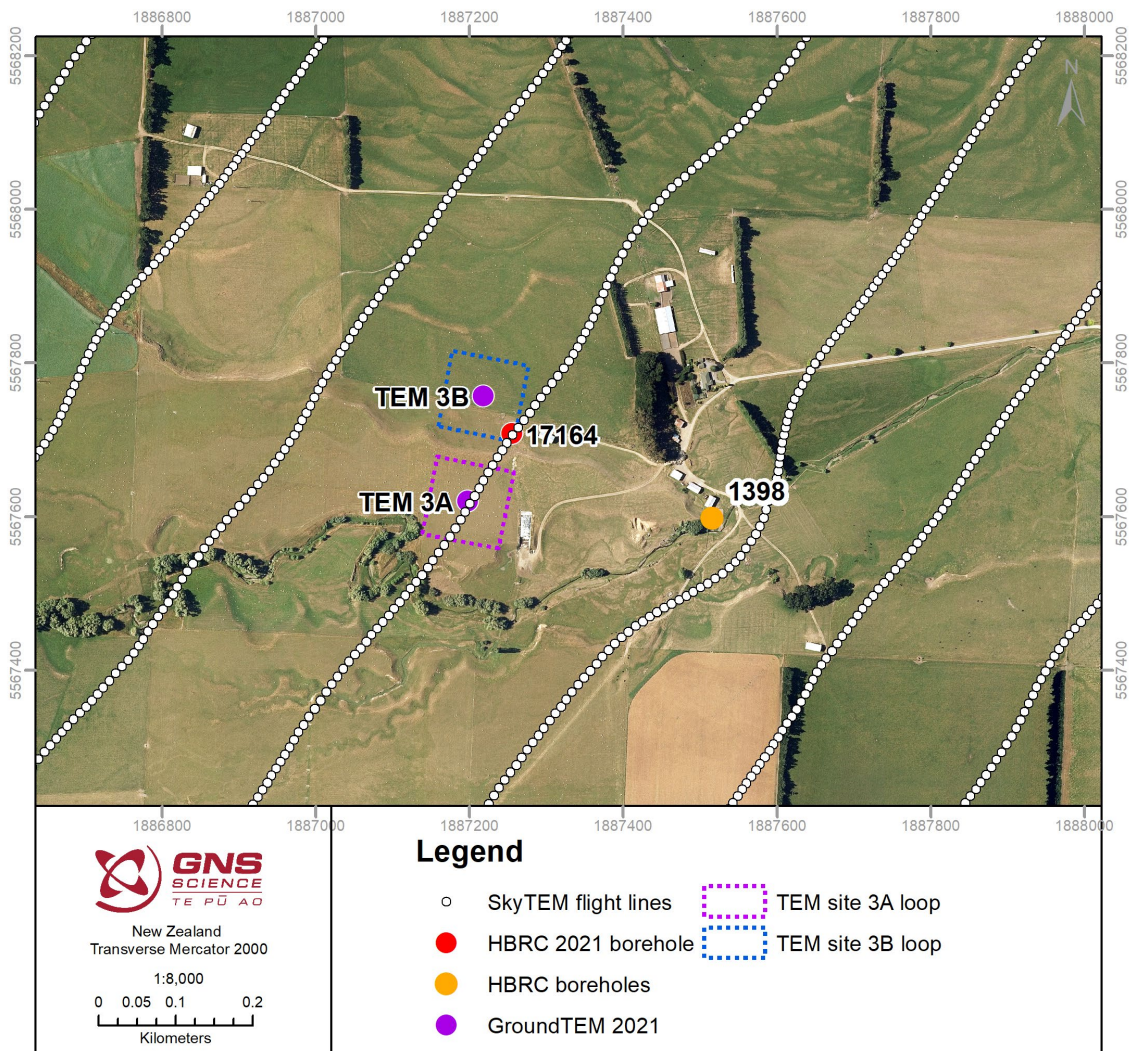 1886800 1887000 1887200 1887400 1887600 1887800 1888000
5568200 5568200
N
5568000 5568000
5567800 5567800
TEM 3B
17164
1398
TEM 3A
5567600 5567600
5567400 5567400
1886800 1887000 1887200 1887400 1887600 1887800 1888000
GNS
SCIENCE
TE PŪ AO
New Zealand
Transverse Mercator 2000
1:8,000
0 0.05 0.1 0.2
Kilometers
Legend
SkyTEM flight lines
HBRC 2021 borehole
HBRC boreholes
GroundTEM 2021
TEM site 3A loop
TEM site 3B loop